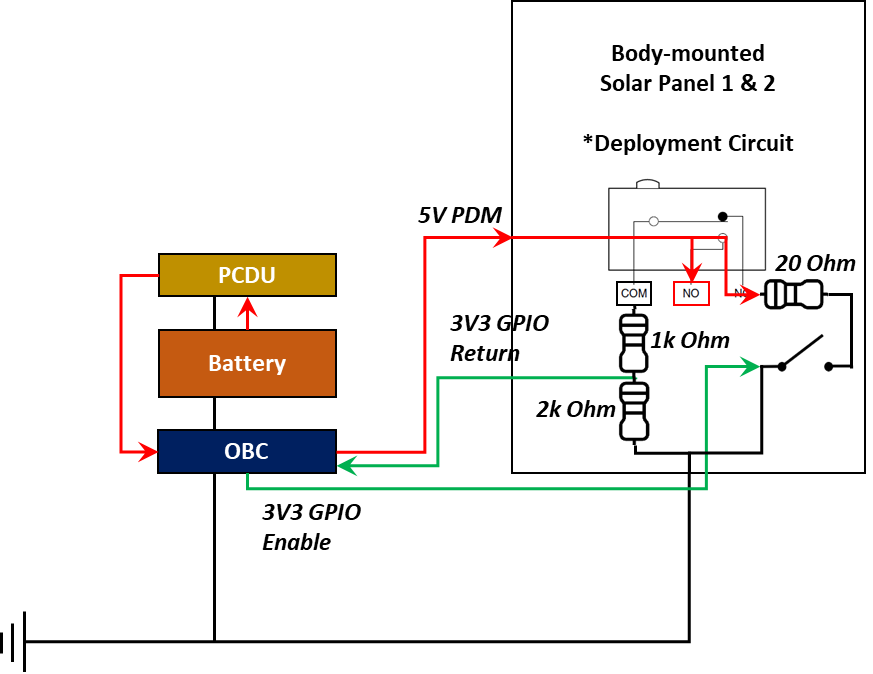 Body-mounted
Solar Panel 1 & 2
*Deployment Circuit
5V PDM
PCDU
20 Ohm
COM
NO
3V3 GPIO
Return
1k Ohm
Battery
2k Ohm
OBC
3V3 GPIO
Enable